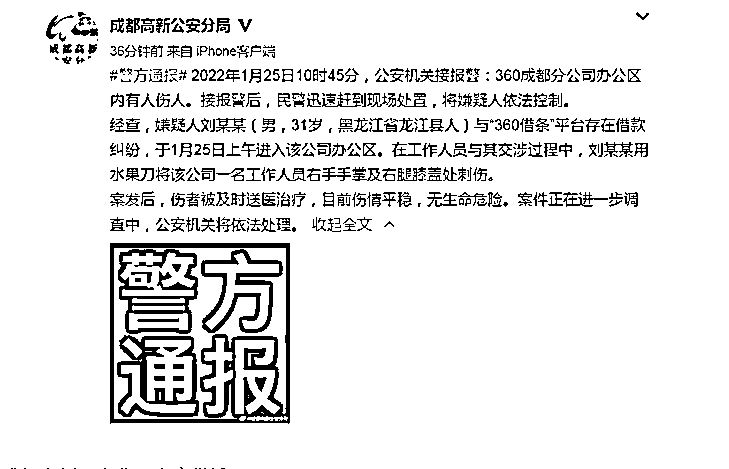 成都高新公安分局 V
36分钟前 来自 iPhone客户端
#警方通报# 2022年1月25日10时45分，公安机关接报警：360成都分公司办公区
内有人伤人。接报警后，民警迅速赶到现场处置，将嫌疑人依法控制。
经查，嫌疑人刘某某（男，31岁，黑龙江省龙江县人）与“360借条”平台存在借款
纠纷，于1月25日上午进入该公司办公区。在工作人员与其交涉过程中，刘某某用
水果刀将该公司一名工作人员右手手掌及右腿膝盖处刺伤。
案发后，伤者被及时送医治疗，目前伤情平稳，无生命危险。案件正在进一步调
查中，公安机关将依法处理。 收起全文
警方
通报